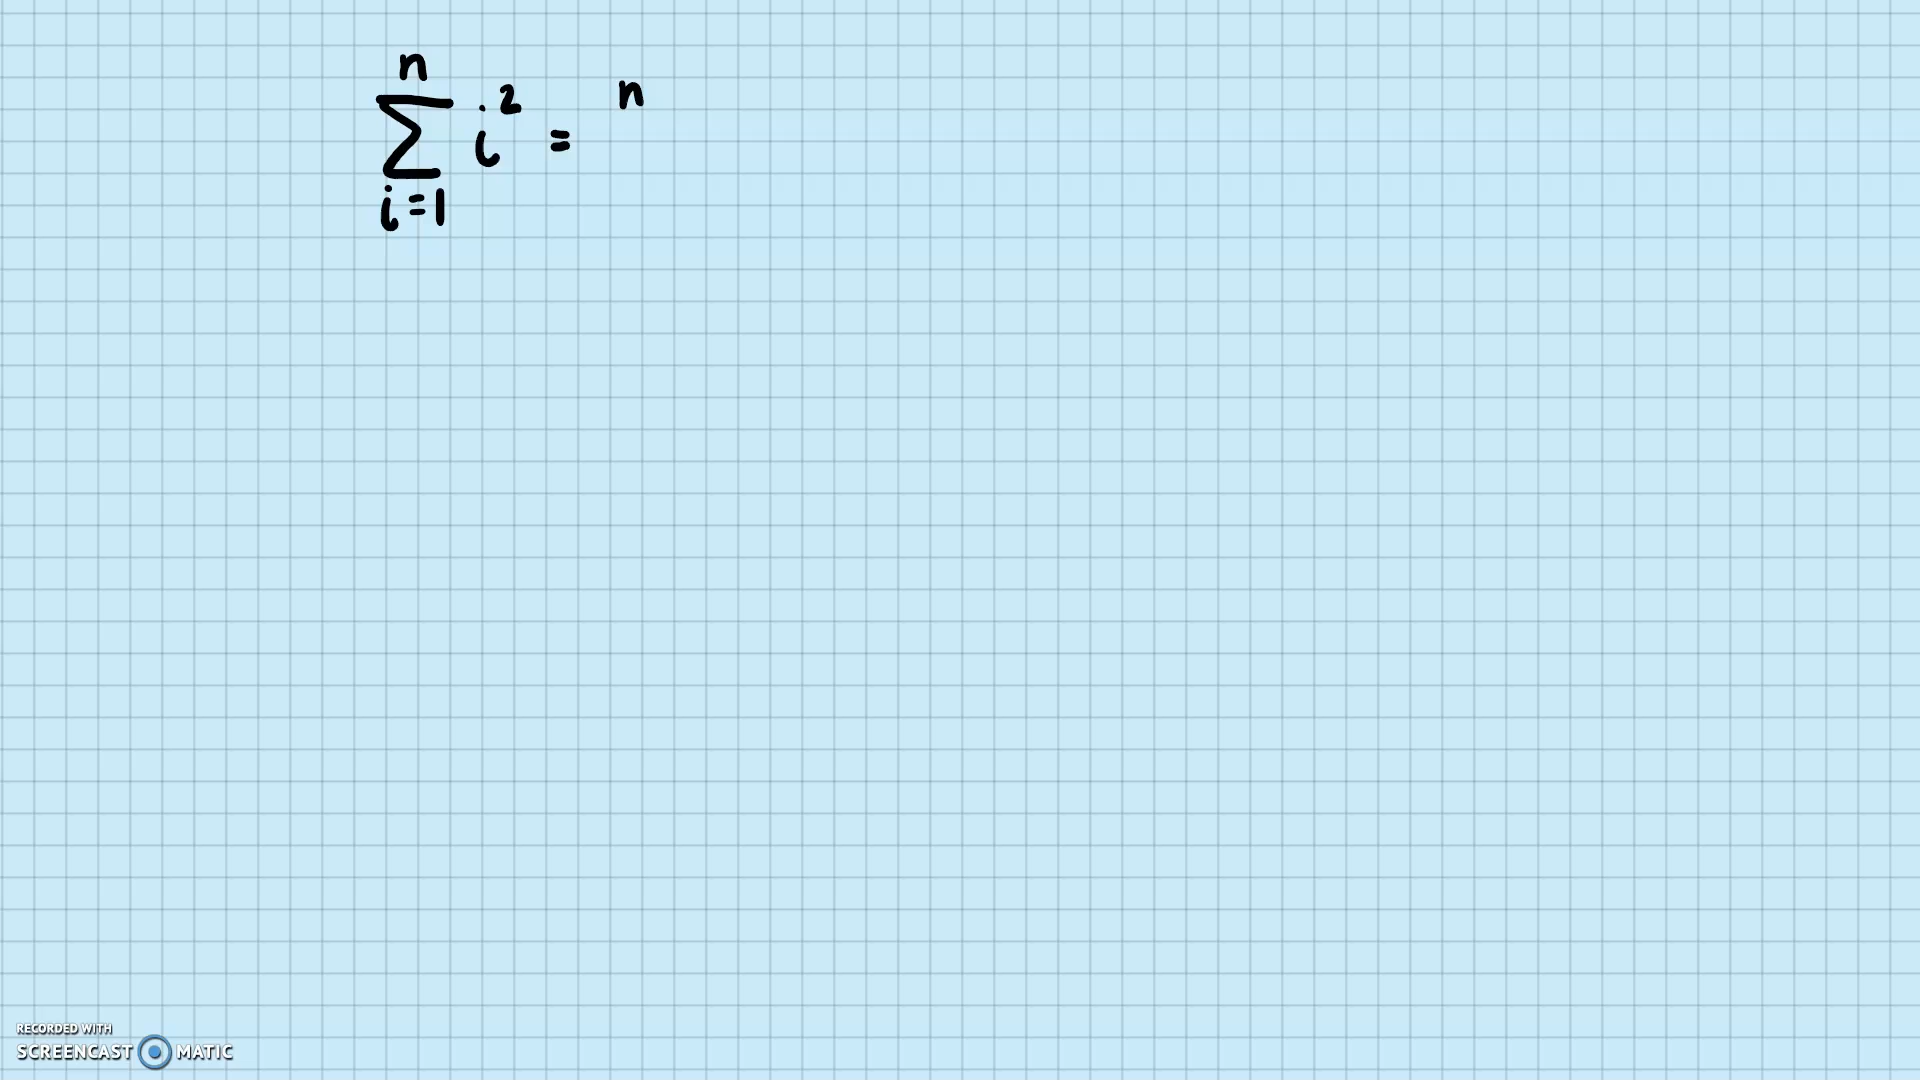 n
∑ i² = n
i=1
RECORDED WITH
SCREENCAST MATIC